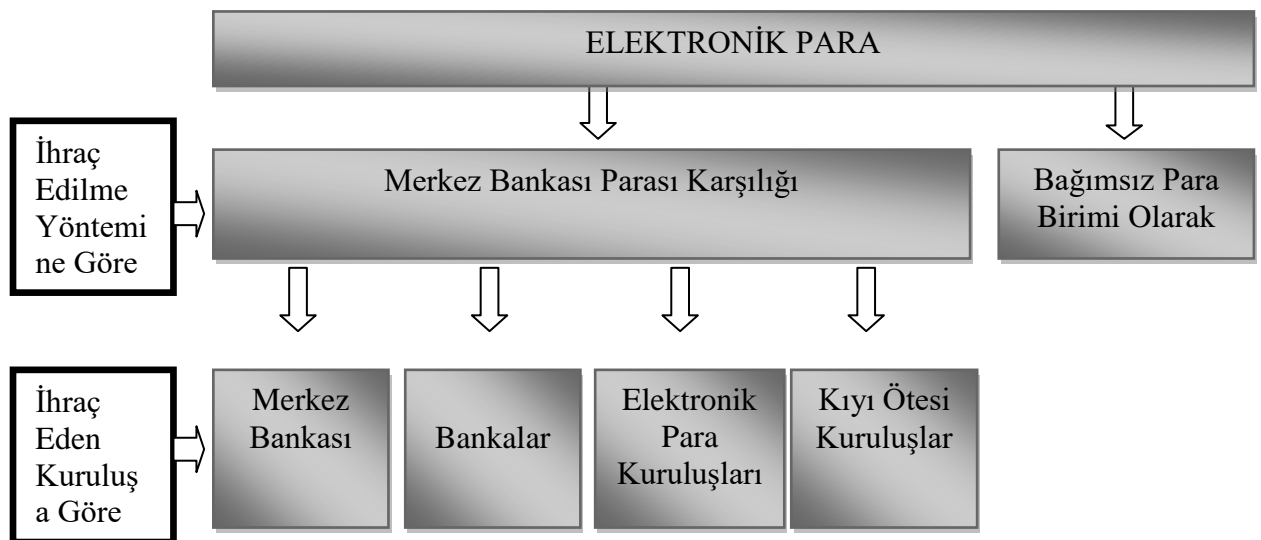 ELEKTRONİK PARA
İhraç
Edilme
Yöntemi
ne Göre
Merkez Bankası Parası Karşılığı
Bağımsız Para
Birimi Olarak
İhraç
Eden
Kuruluş
a Göre
Merkez
Bankası
Bankalar
Elektronik
Para
Kuruluşları
Kıyı Ötesi
Kuruluşlar